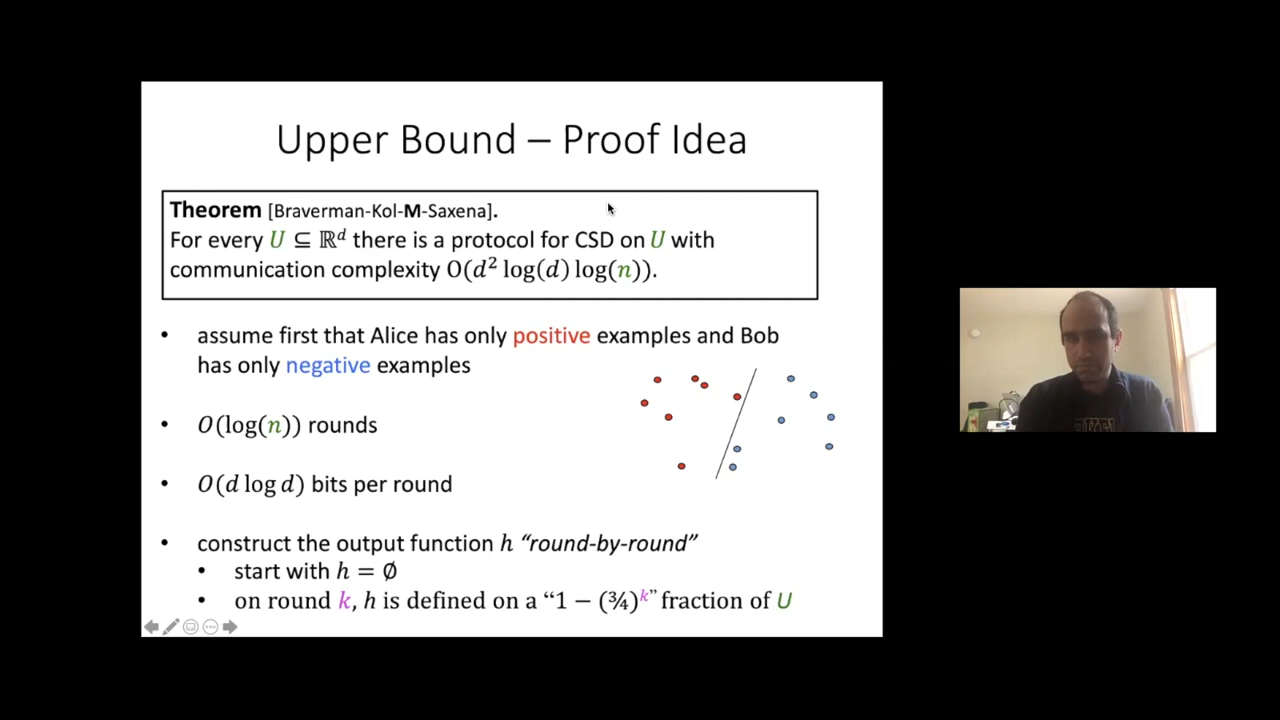 Upper Bound – Proof Idea
Theorem [Braverman-Kol-M-Saxena].
For every U ⊆ ℝᵈ there is a protocol for CSD on U with
communication complexity O(d² log(d) log(n)).
• assume first that Alice has only positive examples and Bob
has only negative examples
• O(log(n)) rounds
• O(d log d) bits per round
• construct the output function h “round-by-round”
• start with h = ∅
• on round k, h is defined on a “1 − (¾)ᵏ” fraction of U